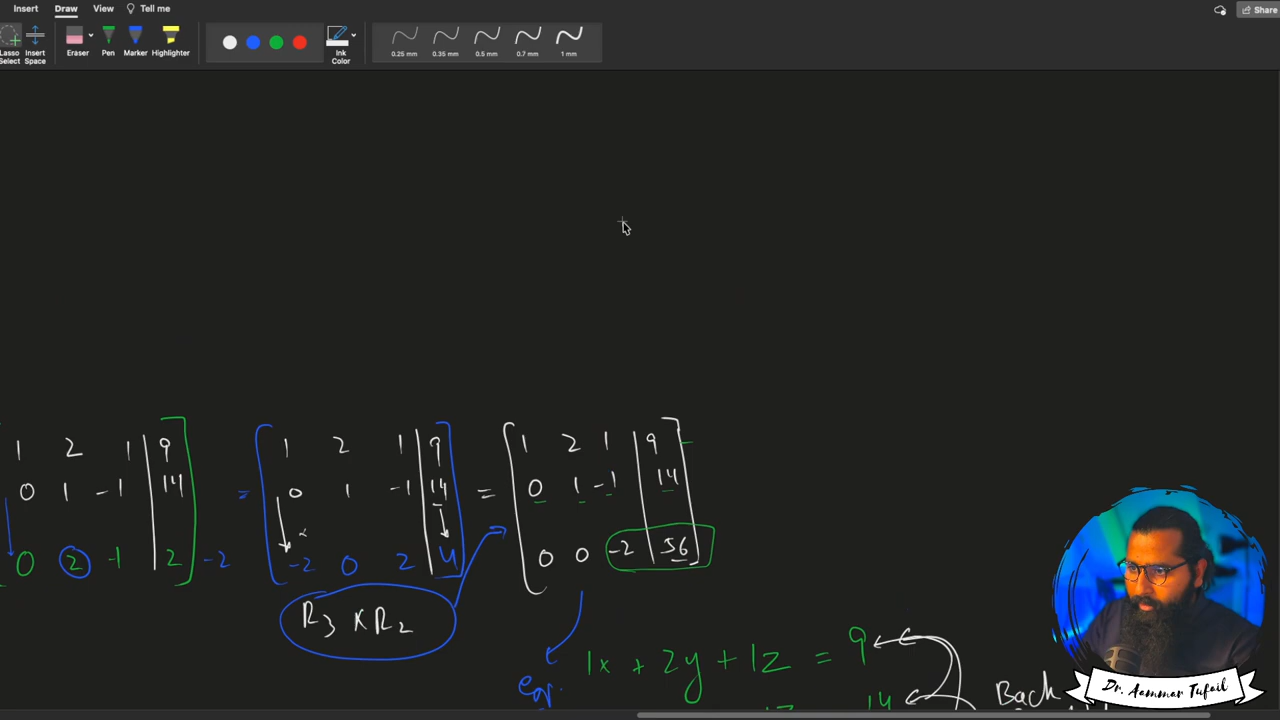 Insert Draw View Tell me
Share
Lasso Select
Insert Space
Eraser
Pen
Marker
Highlighter
Ink Color
0.25 mm
0.35 mm
0.5 mm
0.7 mm
1 mm
1 2 1 | 9
0 1 -1 | 14
0 2 -1 | 2
-2
=
1 2 1 | 9
0 1 -1 | 14
-2 0 2 | 4
=
1 2 1 | 9
0 1 -1 | 14
0 0 -2 | 56
R3 × R2
eqn.
1x + 2y + 1z = 9
14
Back
Dr. Aammar Tufail